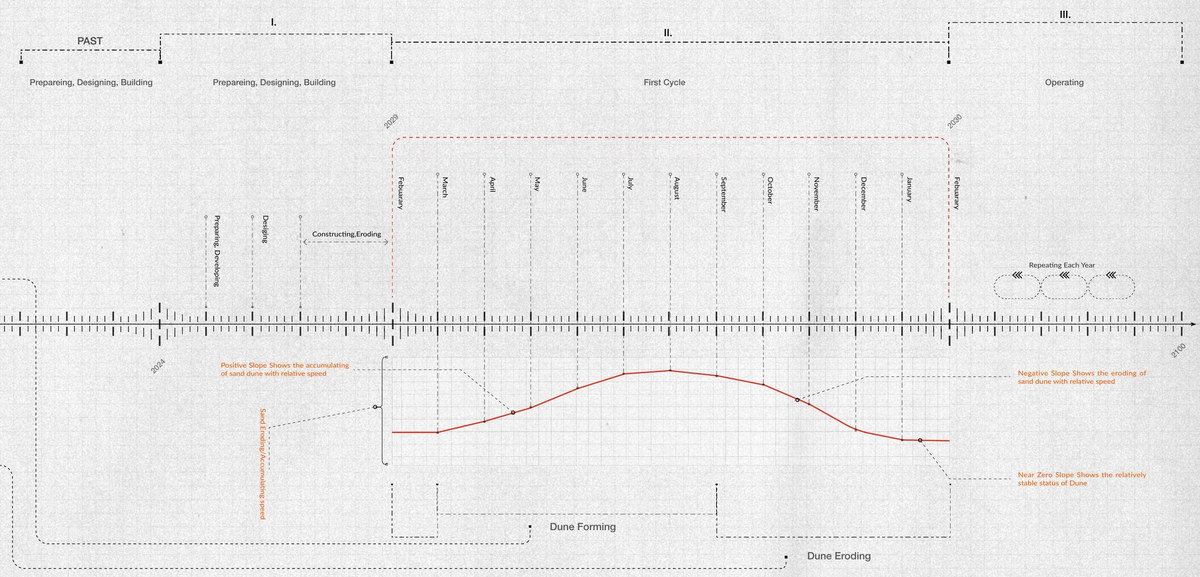 I.
II.
III.
PAST
Prepareing, Designing, Building
Prepareing, Designing, Building
First Cycle
Operating
2029
2030
Febuarary
March
April
May
June
July
August
September
October
November
December
January
Febuarary
Preparing, Developing
Desiging
Constructing,Eroding
Repeating Each Year
2024
2100
Positive Slope Shows the accumulating
of sand dune with relative speed
Negative Slope Shows the eroding of
sand dune with relative speed
Sand Eroding/Accumulating speed
Near Zero Slope Shows the relatively
stable status of Dune
Dune Forming
Dune Eroding